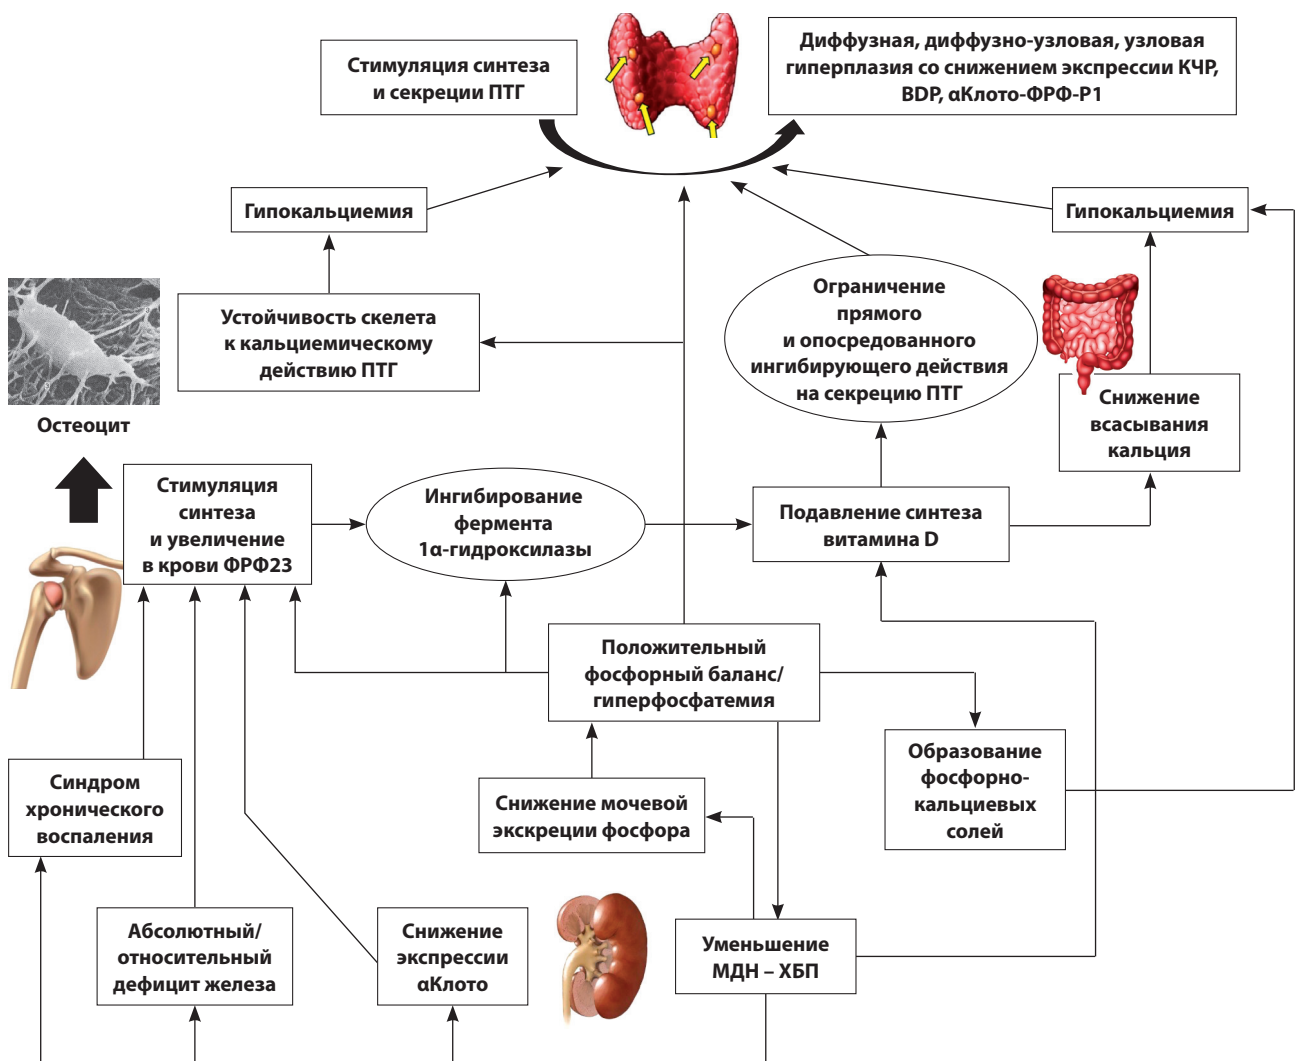 Стимуляция синтеза
и секреции ПТГ
Диффузная, диффузно-узловая, узловая
гиперплазия со снижением экспрессии КЧР,
BDP, αКлото-ФРФ-Р1
Гипокальциемия
Гипокальциемия
Устойчивость скелета
к кальциемическому
действию ПТГ
Ограничение
прямого
и опосредованного
ингибирующего действия
на секрецию ПТГ
Снижение
всасывания
кальция
Остеоцит
Стимуляция
синтеза
и увеличение
в крови ФРФ23
Ингибирование
фермента
1α-гидроксилазы
Подавление синтеза
витамина D
Положительный
фосфорный баланс/
гиперфосфатемия
Образование
фосфорно-
кальциевых
солей
Синдром
хронического
воспаления
Снижение мочевой
экскреции фосфора
Абсолютный/
относительный
дефицит железа
Снижение
экспрессии
αКлото
Уменьшение
МДН – ХБП